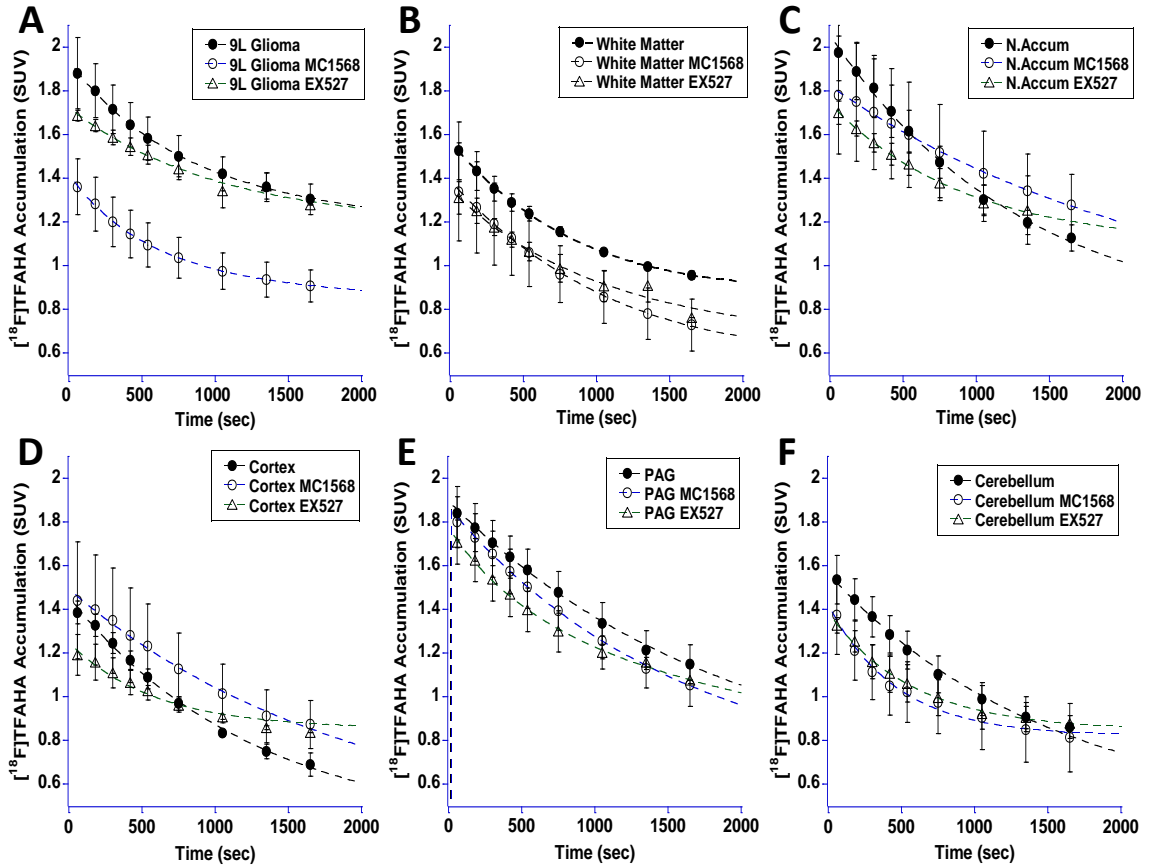 A
9L Glioma
9L Glioma MC1568
9L Glioma EX527
[18F]TFAHA Accumulation (SUV)
2
1.8
1.6
1.4
1.2
1
0.8
0.6
0
500
1000
1500
2000
Time (sec)
B
White Matter
White Matter MC1568
White Matter EX527
[18F]TFAHA Accumulation (SUV)
2
1.8
1.6
1.4
1.2
1
0.8
0.6
0
500
1000
1500
2000
Time (sec)
C
N.Accum
N.Accum MC1568
N.Accum EX527
[18F]TFAHA Accumulation (SUV)
2
1.8
1.6
1.4
1.2
1
0.8
0.6
0
500
1000
1500
2000
Time (sec)
D
Cortex
Cortex MC1568
Cortex EX527
[18F]TFAHA Accumulation (SUV)
2
1.8
1.6
1.4
1.2
1
0.8
0.6
0
500
1000
1500
2000
Time (sec)
E
PAG
PAG MC1568
PAG EX527
[18F]TFAHA Accumulation (SUV)
2
1.8
1.6
1.4
1.2
1
0.8
0.6
0
500
1000
1500
2000
Time (sec)
F
Cerebellum
Cerebellum MC1568
Cerebellum EX527
[18F]TFAHA Accumulation (SUV)
2
1.8
1.6
1.4
1.2
1
0.8
0.6
0
500
1000
1500
2000
Time (sec)